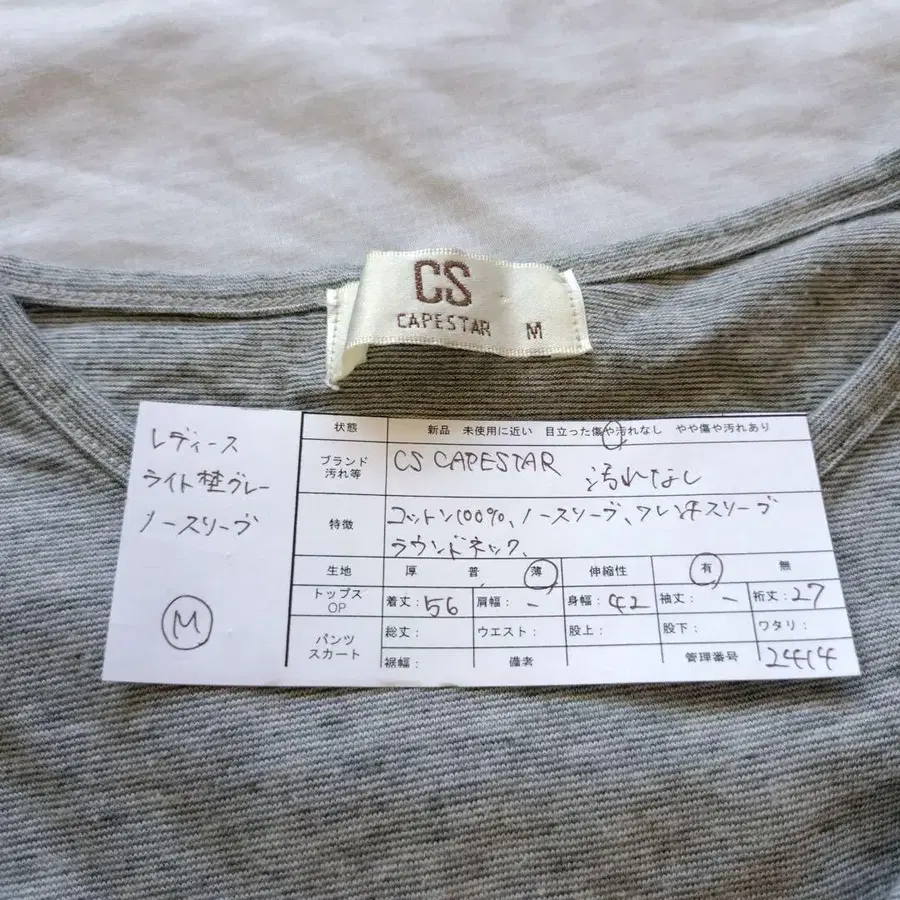 CS
CAPESTAR M
レディース
ライト杢グレー
ノースリーブ
M
状態 新品 未使用に近い 目立った傷や汚れなし やや傷や汚れあり
ブランド
汚れ等
CS CAPESTAR 汚れなし
特徴
コットン100%、ノースリーブ、フレンチスリーブ
ラウンドネック、
生地 厚 普 薄 伸縮性 有 無
トップス
OP
着丈：56 肩幅：- 身幅：42 袖丈：- 裄丈：27
パンツ
スカート
総丈： ウエスト： 股上： 股下： ワタリ：
裾幅： 備考 管理番号 2414